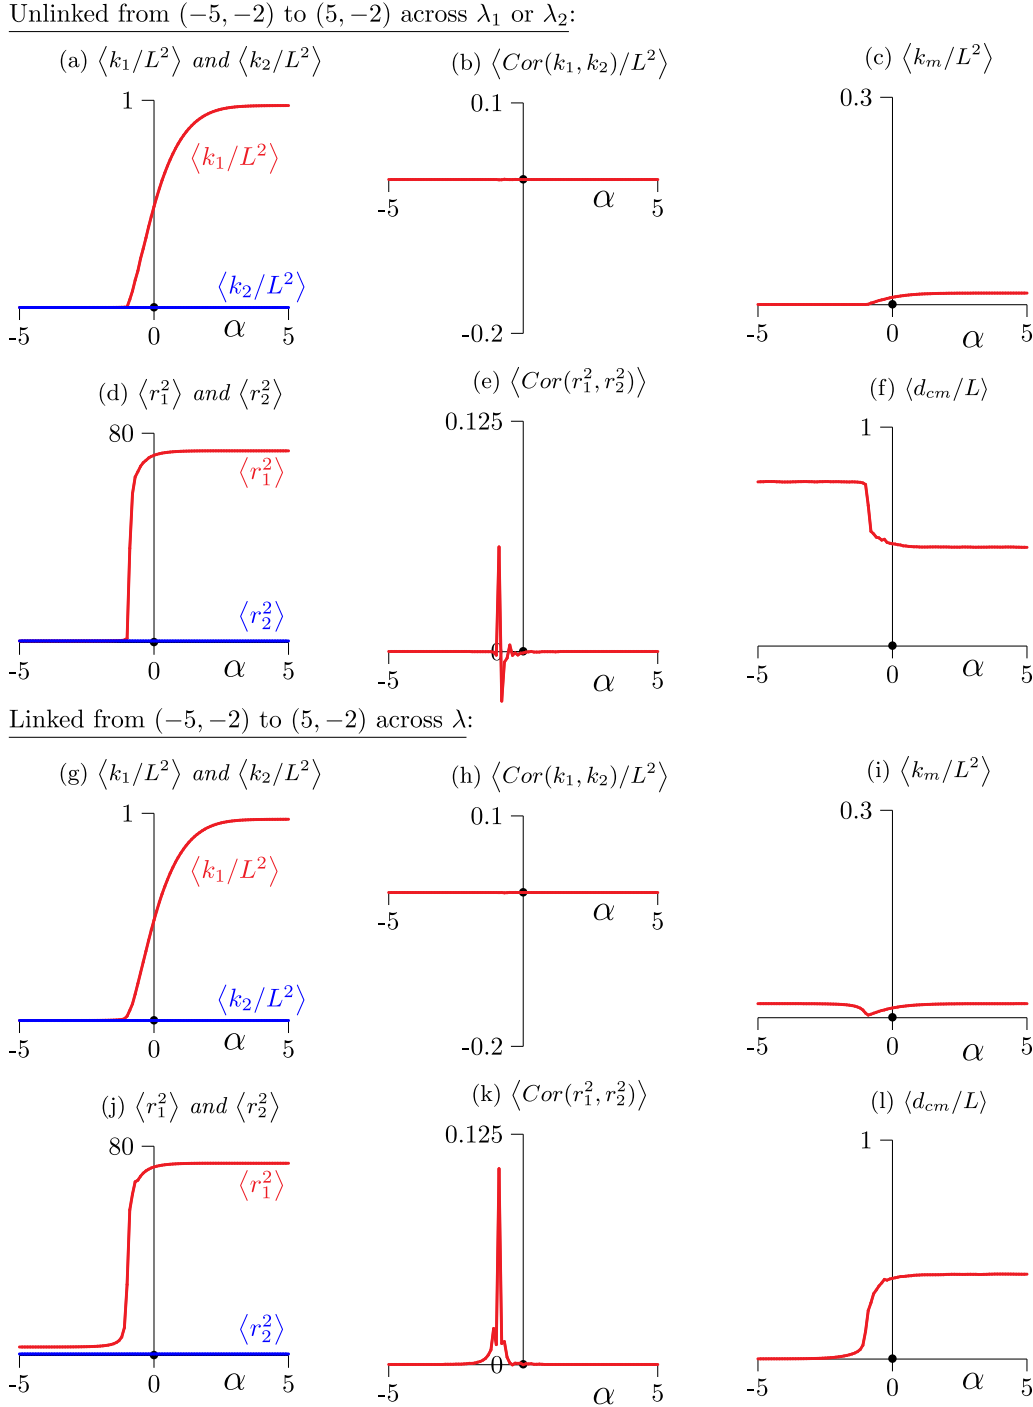 Unlinked from (−5, −2) to (5, −2) across λ₁ or λ₂:
(a) ⟨k₁/L²⟩ and ⟨k₂/L²⟩
(b) ⟨Cor(k₁, k₂)/L²⟩
(c) ⟨kₘ/L²⟩
1
⟨k₁/L²⟩
⟨k₂/L²⟩
-5 0 α 5
0.1
-5 α 5
-0.2
0.3
-5 0 α 5
(d) ⟨r₁²⟩ and ⟨r₂²⟩
(e) ⟨Cor(r₁², r₂²)⟩
(f) ⟨d_cm/L⟩
80
⟨r₁²⟩
⟨r₂²⟩
-5 0 α 5
0.125
0
-5 α 5
1
-5 0 α 5
Linked from (−5, −2) to (5, −2) across λ:
(g) ⟨k₁/L²⟩ and ⟨k₂/L²⟩
(h) ⟨Cor(k₁, k₂)/L²⟩
(i) ⟨kₘ/L²⟩
1
⟨k₁/L²⟩
⟨k₂/L²⟩
-5 0 α 5
0.1
-5 α 5
-0.2
0.3
-5 0 α 5
(j) ⟨r₁²⟩ and ⟨r₂²⟩
(k) ⟨Cor(r₁², r₂²)⟩
(l) ⟨d_cm/L⟩
80
⟨r₁²⟩
⟨r₂²⟩
-5 0 α 5
0.125
0
-5 α 5
1
-5 0 α 5